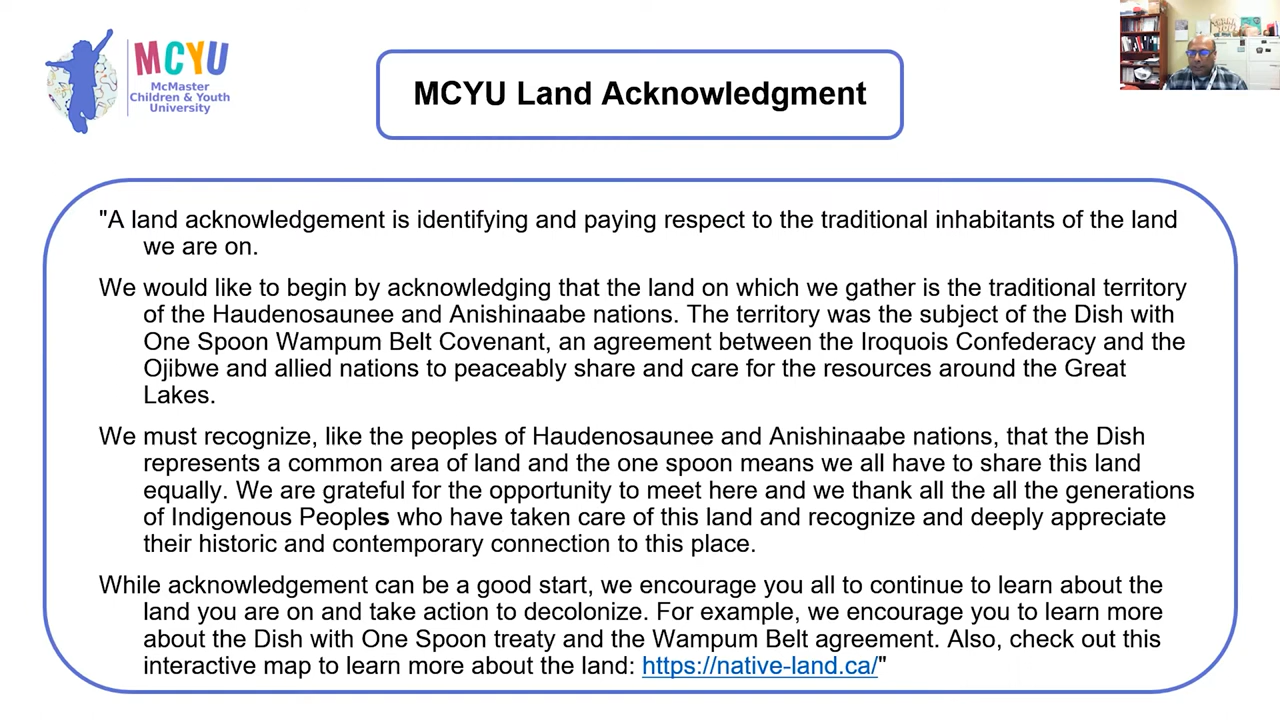 MCYU
McMaster
Children & Youth
University
MCYU Land Acknowledgment
"A land acknowledgement is identifying and paying respect to the traditional inhabitants of the land
we are on.
We would like to begin by acknowledging that the land on which we gather is the traditional territory
of the Haudenosaunee and Anishinaabe nations. The territory was the subject of the Dish with
One Spoon Wampum Belt Covenant, an agreement between the Iroquois Confederacy and the
Ojibwe and allied nations to peaceably share and care for the resources around the Great
Lakes.
We must recognize, like the peoples of Haudenosaunee and Anishinaabe nations, that the Dish
represents a common area of land and the one spoon means we all have to share this land
equally. We are grateful for the opportunity to meet here and we thank all the all the generations
of Indigenous Peoples who have taken care of this land and recognize and deeply appreciate
their historic and contemporary connection to this place.
While acknowledgement can be a good start, we encourage you all to continue to learn about the
land you are on and take action to decolonize. For example, we encourage you to learn more
about the Dish with One Spoon treaty and the Wampum Belt agreement. Also, check out this
interactive map to learn more about the land: https://native-land.ca/"